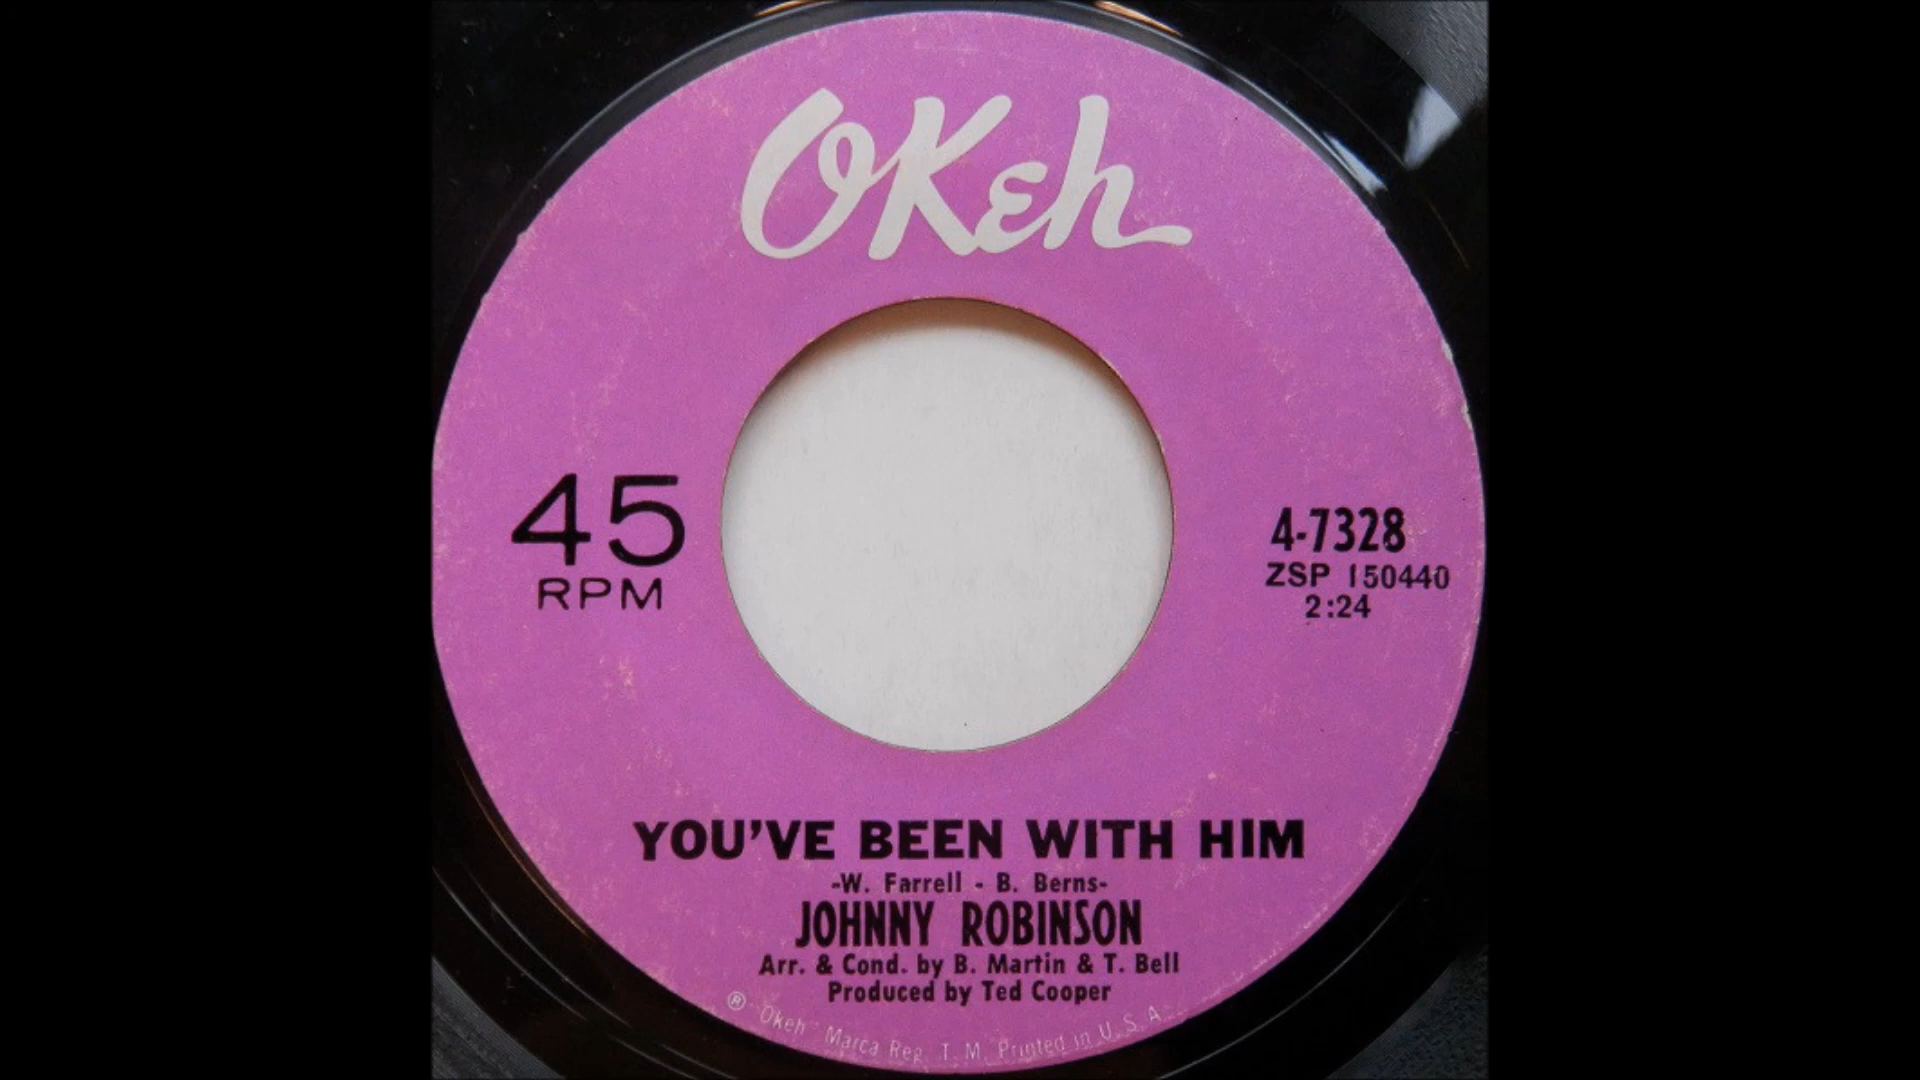 OKeh
45
RPM
4-7328
ZSP 150440
2:24
YOU'VE BEEN WITH HIM
-W. Farrell - B. Berns-
JOHNNY ROBINSON
Arr. & Cond. by B. Martin & T. Bell
Produced by Ted Cooper
® "Okeh" Marca Reg. T. M. Printed in U. S. A.